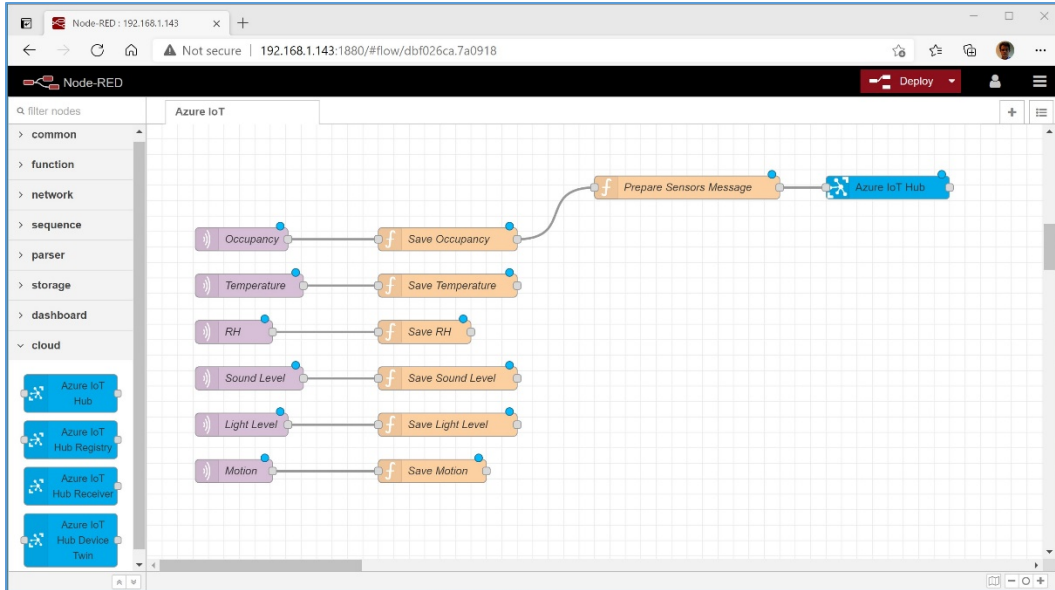 Node-RED : 192.168.1.143
Not secure | 192.168.1.143:1880/#flow/dbf026ca.7a0918
Node-RED
Deploy
filter nodes
Azure IoT
common
function
network
sequence
parser
storage
dashboard
cloud
Azure IoT
Hub
Azure IoT
Hub Registry
Azure IoT
Hub Receiver
Azure IoT
Hub Device
Twin
Prepare Sensors Message
Azure IoT Hub
Occupancy
Save Occupancy
Temperature
Save Temperature
RH
Save RH
Sound Level
Save Sound Level
Light Level
Save Light Level
Motion
Save Motion